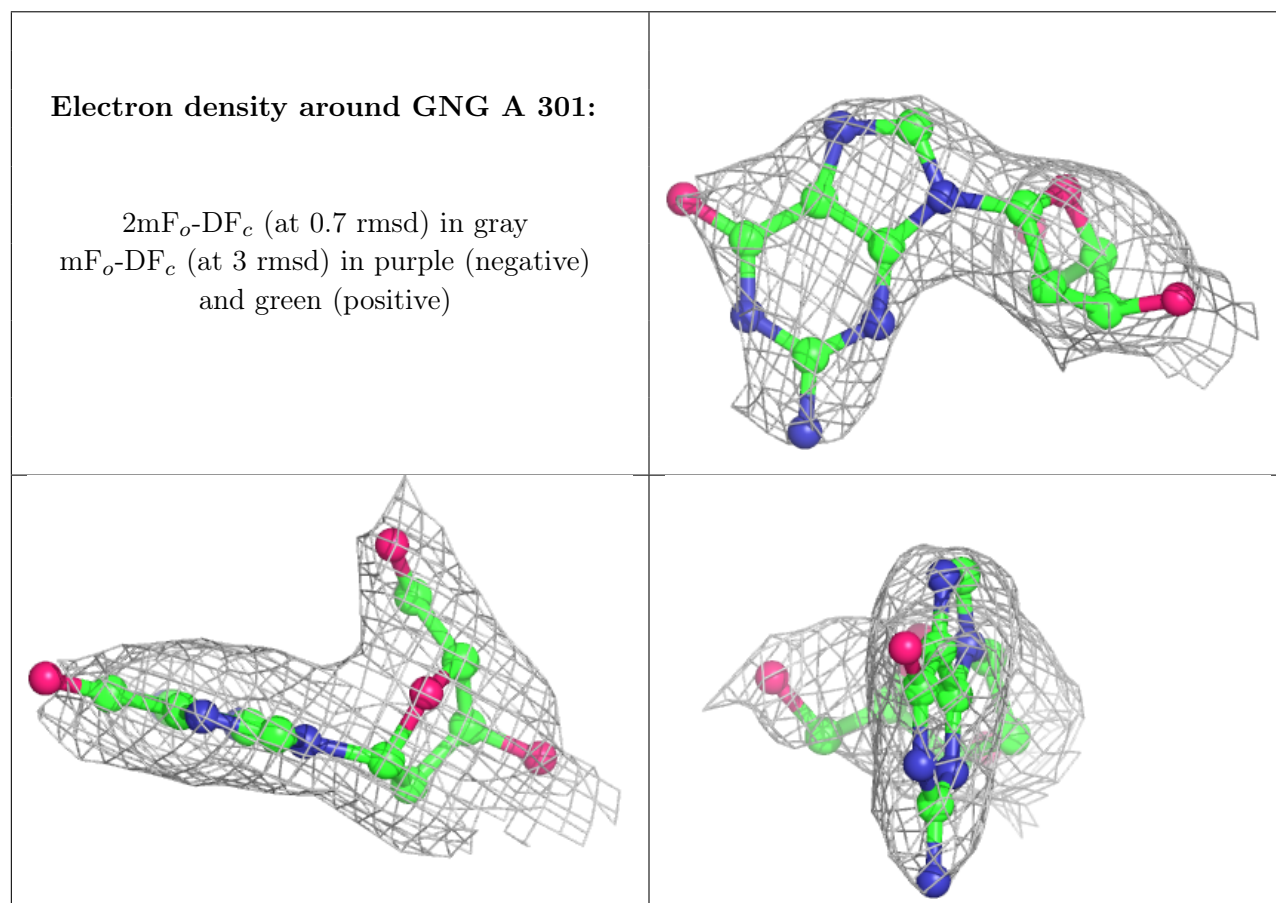 Electron density around GNG A 301:
2mFo-DFc (at 0.7 rmsd) in gray
mFo-DFc (at 3 rmsd) in purple (negative)
and green (positive)